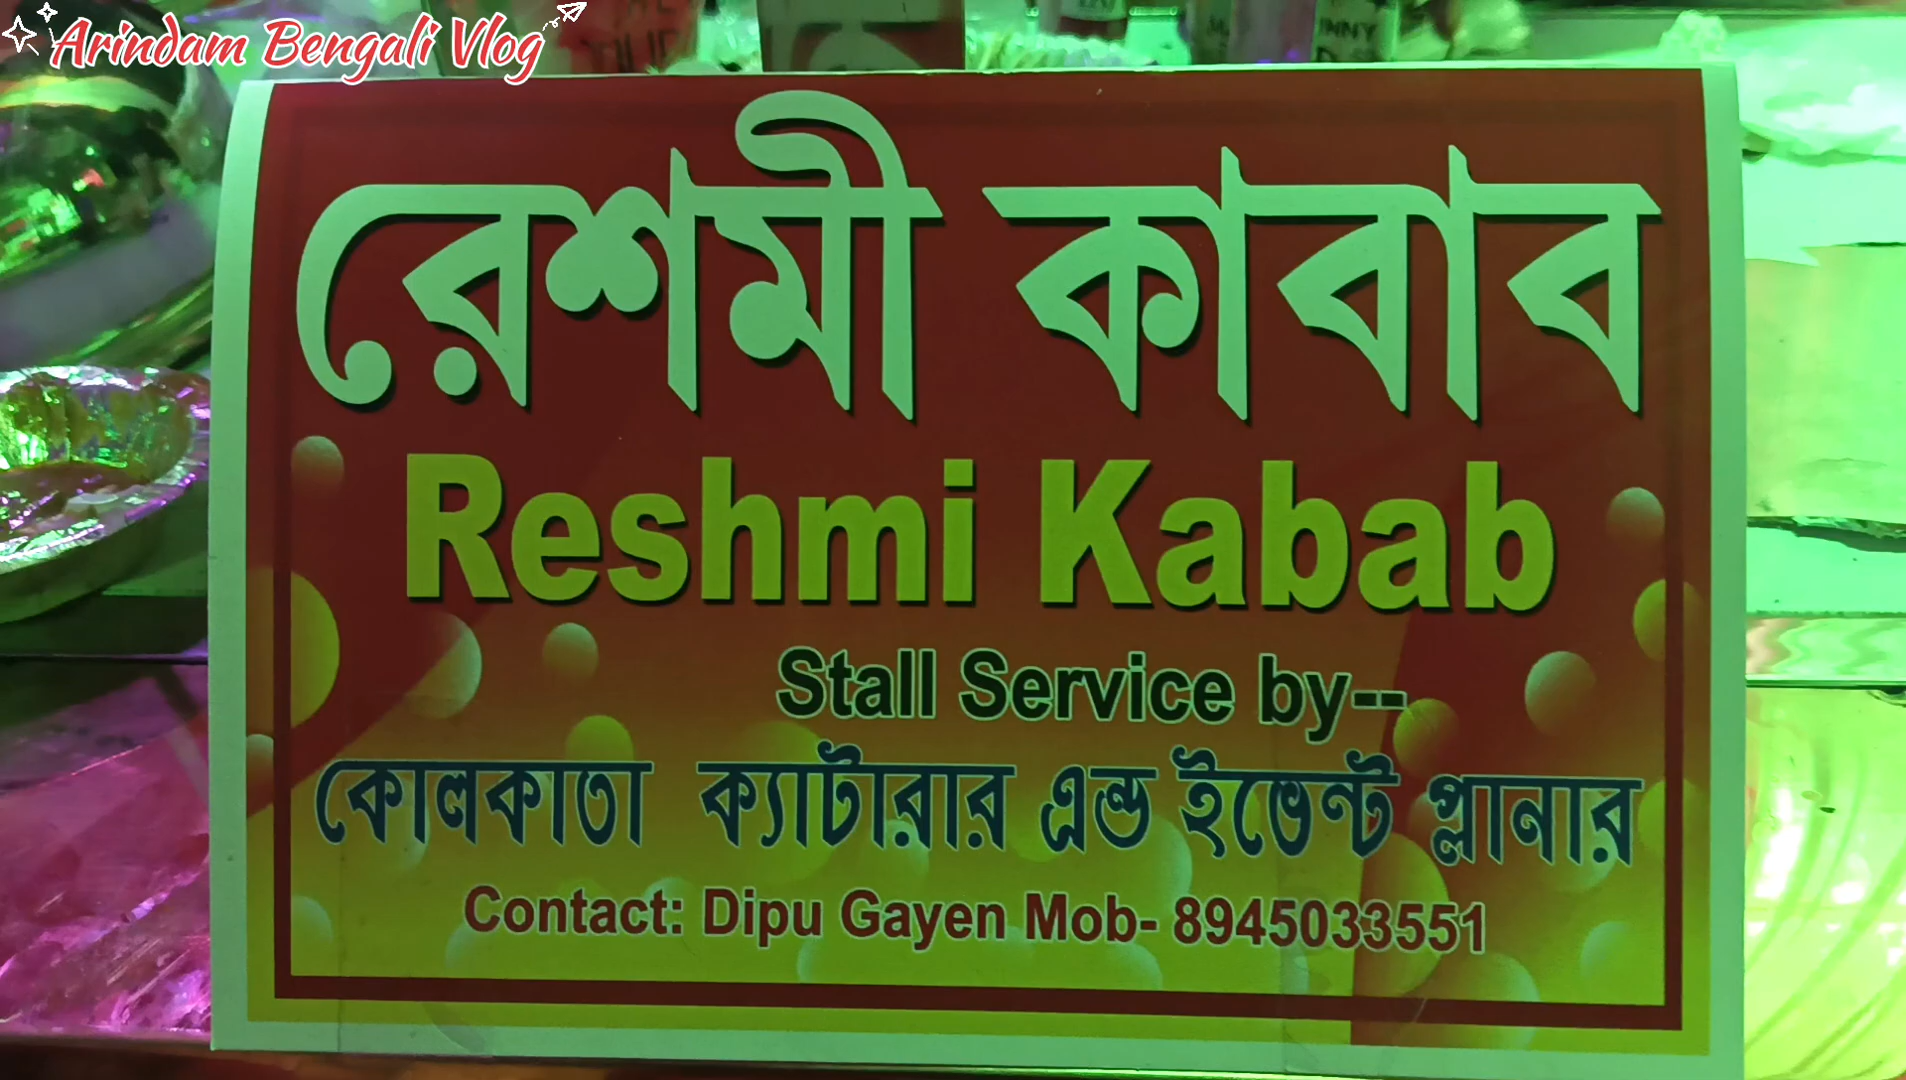 Arindam Bengali Vlog
রেশমী কাবাব
Reshmi Kabab
Stall Service by--
কোলকাতা ক্যাটারার এন্ড ইভেন্ট প্লানার
Contact: Dipu Gayen Mob- 8945033551